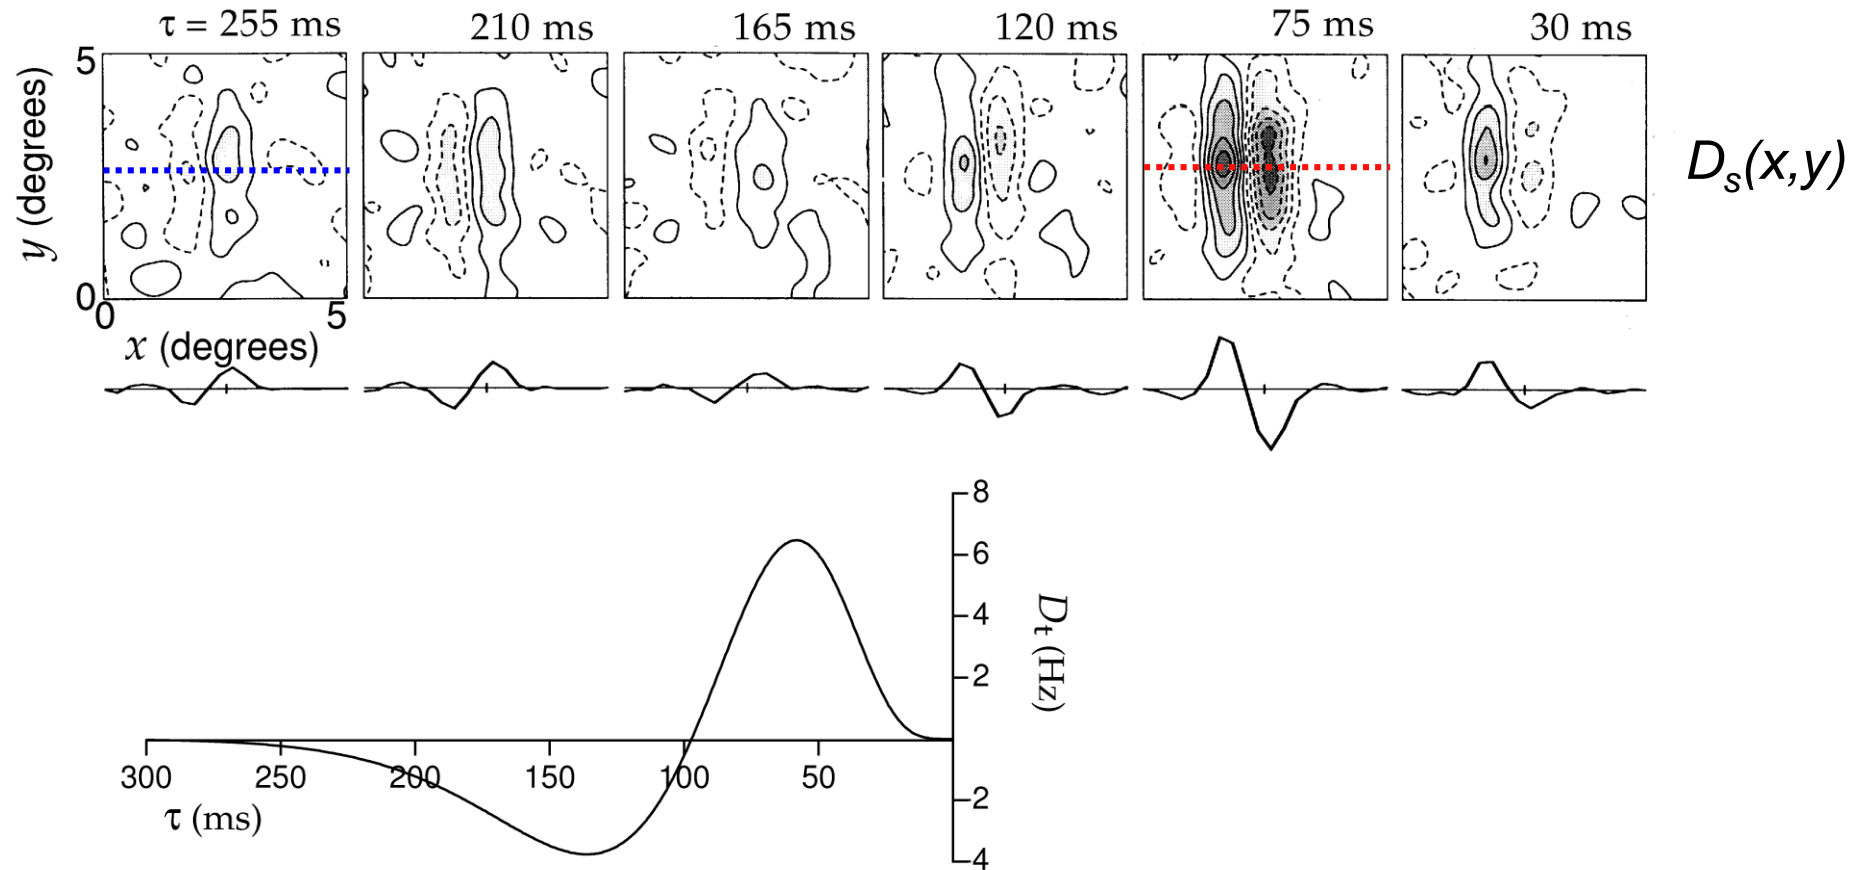 τ = 255 ms 210 ms 165 ms 120 ms 75 ms 30 ms
5
y (degrees)
0
0 5
x (degrees)
D_s(x,y)
8
6
4
2
D_t (Hz)
300 250 200 150 100 50
τ (ms)
2
4